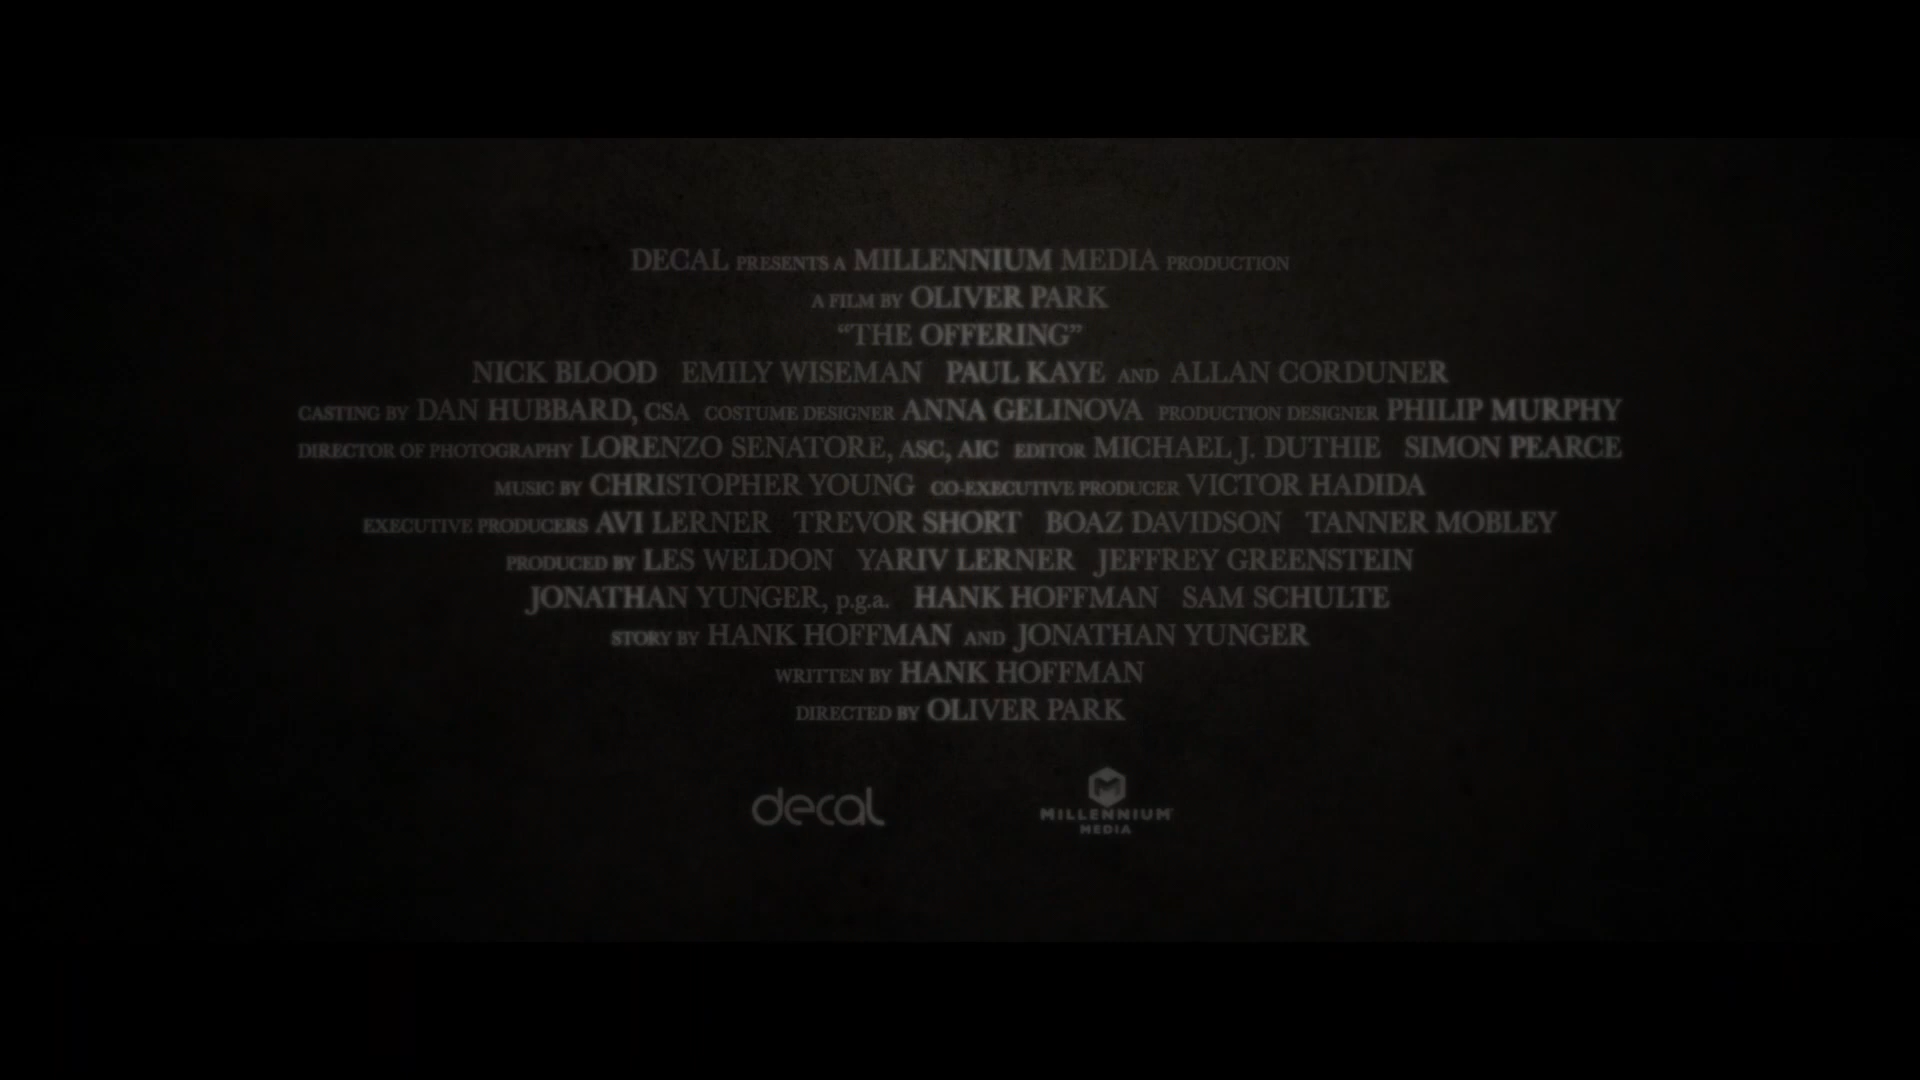 DECAL PRESENTS A MILLENNIUM MEDIA PRODUCTION
A FILM BY OLIVER PARK
“THE OFFERING”
NICK BLOOD EMILY WISEMAN PAUL KAYE AND ALLAN CORDUNER
CASTING BY DAN HUBBARD, CSA COSTUME DESIGNER ANNA GELINOVA PRODUCTION DESIGNER PHILIP MURPHY
DIRECTOR OF PHOTOGRAPHY LORENZO SENATORE, ASC, AIC EDITOR MICHAEL J. DUTHIE SIMON PEARCE
MUSIC BY CHRISTOPHER YOUNG CO-EXECUTIVE PRODUCER VICTOR HADIDA
EXECUTIVE PRODUCERS AVI LERNER TREVOR SHORT BOAZ DAVIDSON TANNER MOBLEY
PRODUCED BY LES WELDON YARIV LERNER JEFFREY GREENSTEIN
JONATHAN YUNGER, p.g.a. HANK HOFFMAN SAM SCHULTE
STORY BY HANK HOFFMAN AND JONATHAN YUNGER
WRITTEN BY HANK HOFFMAN
DIRECTED BY OLIVER PARK
decal
MILLENNIUM
MEDIA